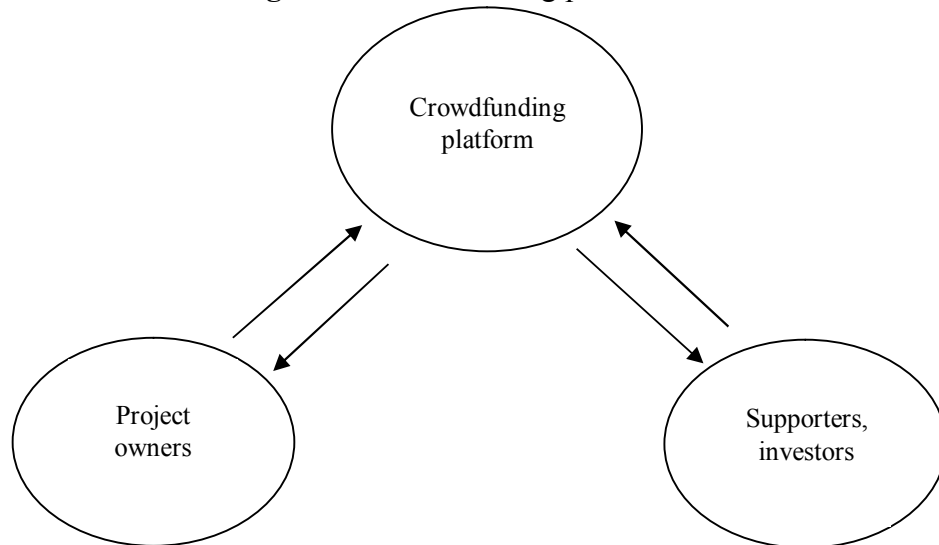 Crowdfunding
platform
Project
owners
Supporters,
investors